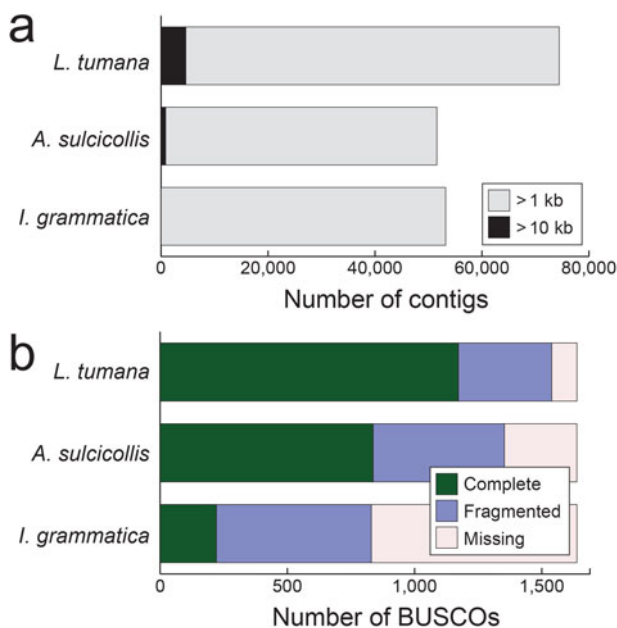 a
L. tumana
A. sulcicollis
I. grammatica
> 1 kb
> 10 kb
0 20,000 40,000 60,000 80,000
Number of contigs
b
L. tumana
A. sulcicollis
I. grammatica
Complete
Fragmented
Missing
0 500 1,000 1,500
Number of BUSCOs